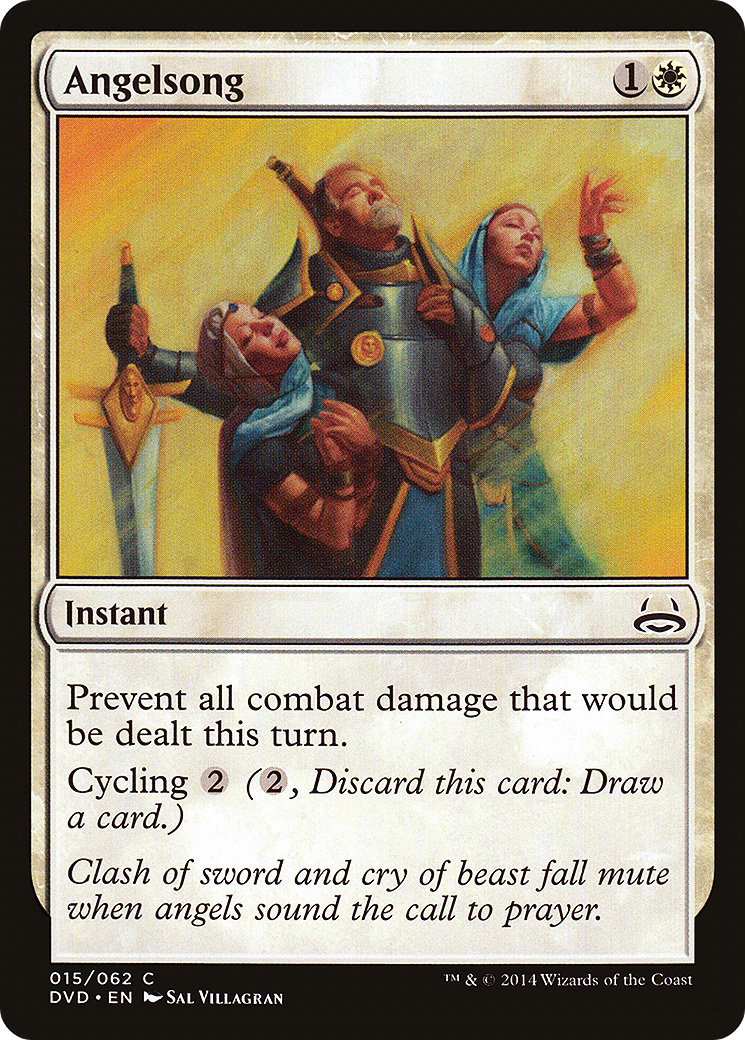 Angelsong 1
Instant
Prevent all combat damage that would
be dealt this turn.
Cycling 2 (2, Discard this card: Draw
a card.)
Clash of sword and cry of beast fall mute
when angels sound the call to prayer.
015/062 C
DVD • EN Sal Villagran
™ & © 2014 Wizards of the Coast